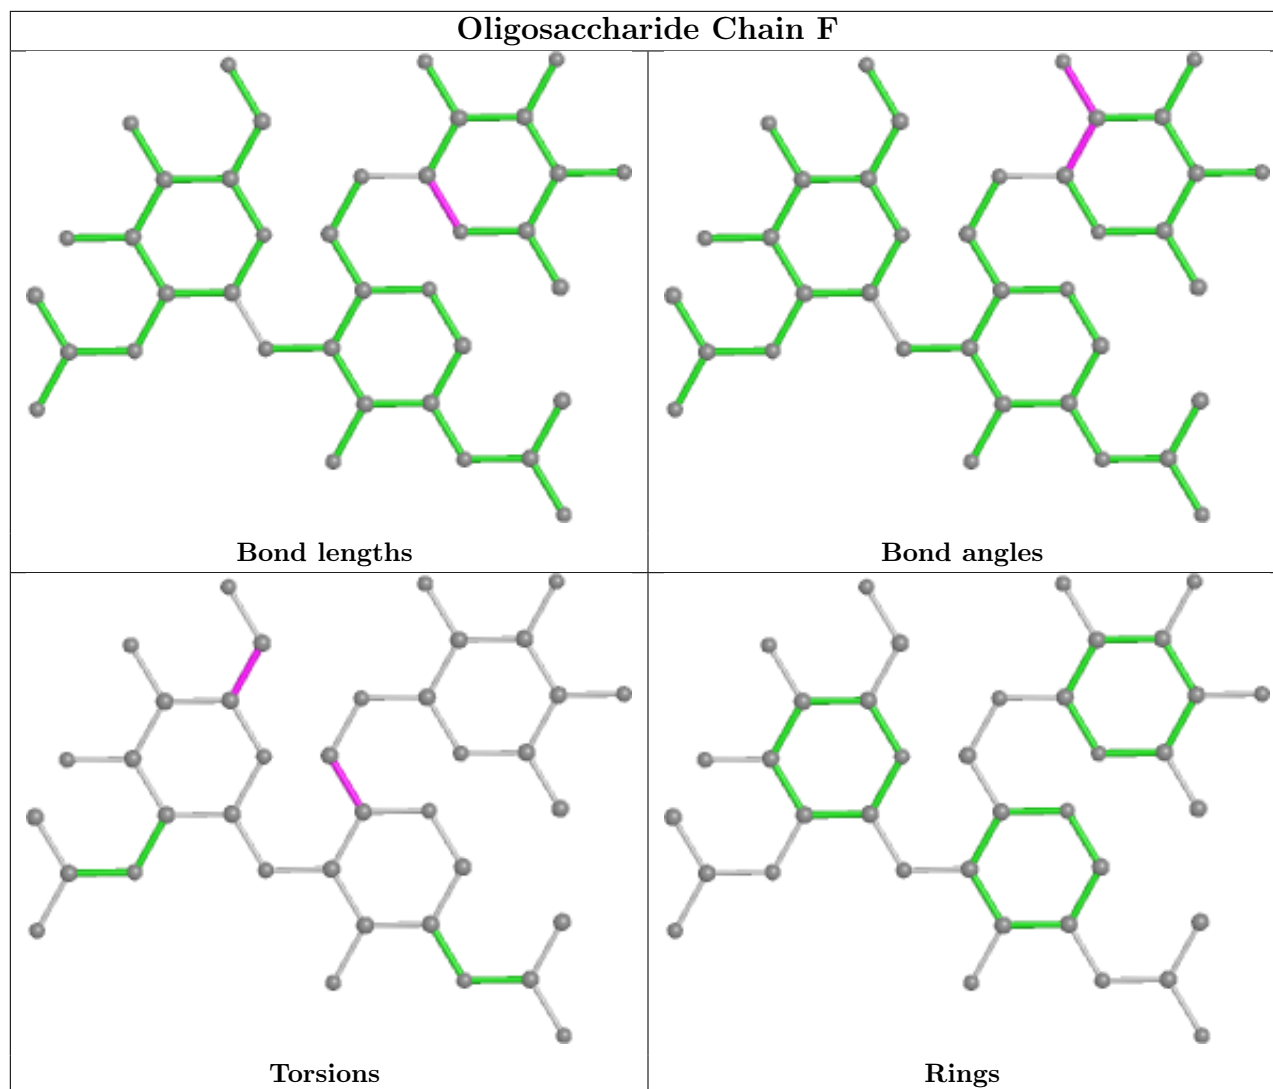 Oligosaccharide Chain F
Bond lengths
Bond angles
Torsions
Rings